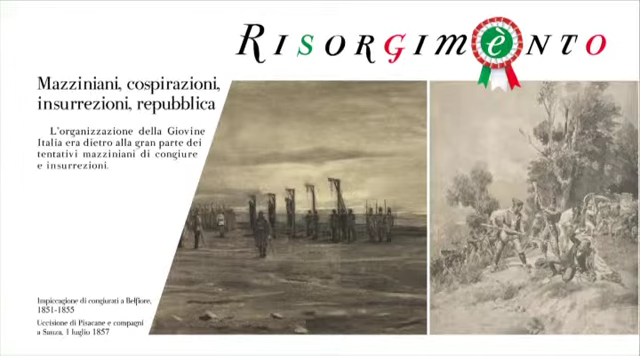 RISORGIMèNTO
Mazziniani, cospirazioni,
insurrezioni, repubblica
L'organizzazione della Giovine
Italia era dietro alla gran parte dei
tentativi mazziniani di congiure
e insurrezioni.
Impiccagione di congiurati a Belfiore,
1851-1855
Uccisione di Pisacane e compagni
a Sanza, 1 luglio 1857